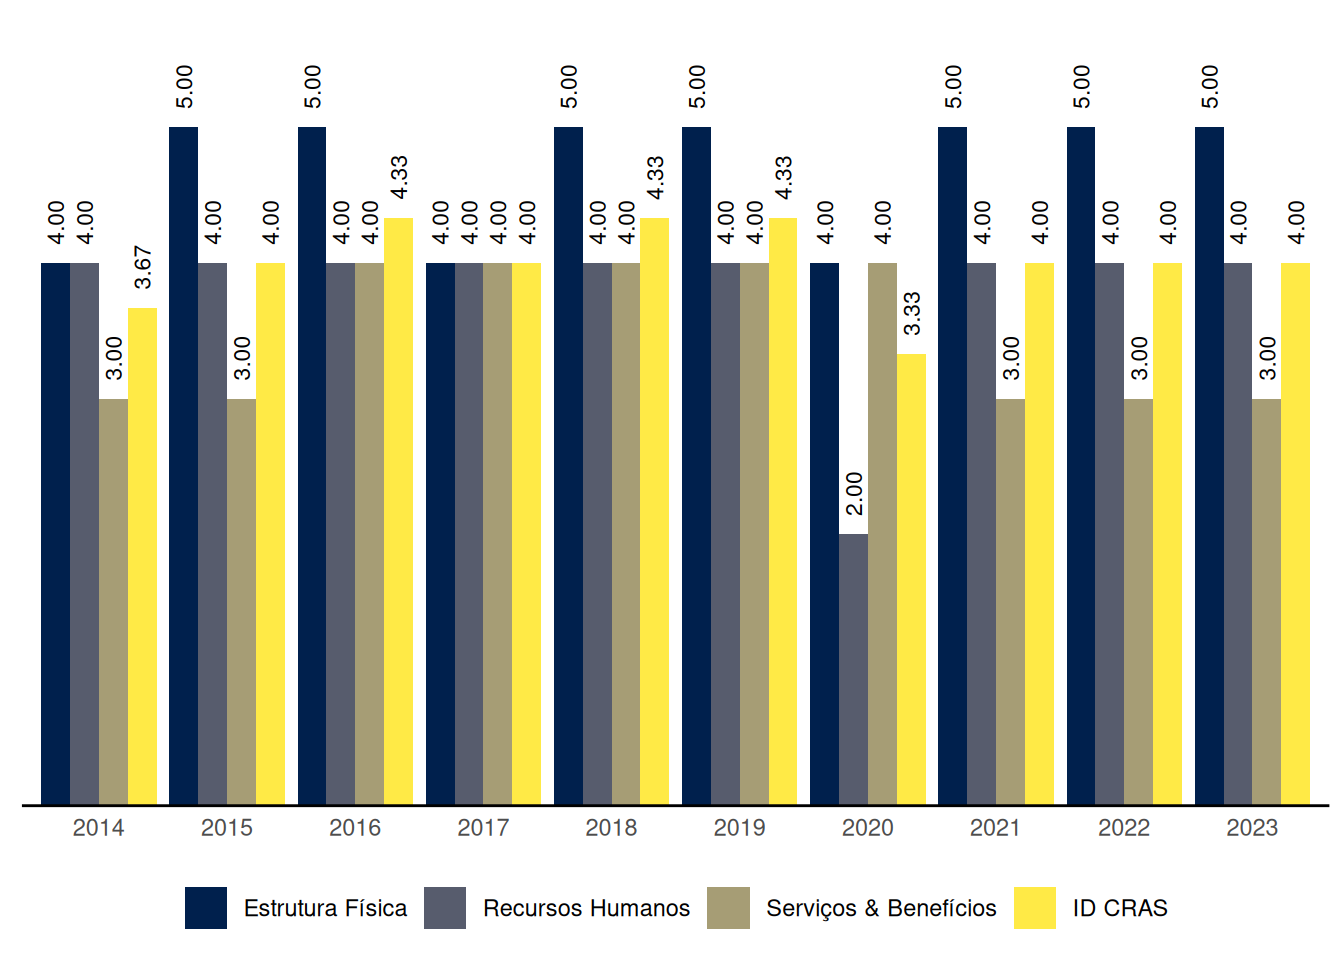 5.00 5.00 5.00 5.00 5.00 5.00 5.00
4.33 4.33 4.33
4.00 4.00 4.00 4.00 4.00 4.00 4.00 4.00 4.00 4.00 4.00 4.00 4.00 4.00 4.00 4.00 4.00 4.00 4.00 4.00 4.00
3.67
3.33
3.00 3.00 3.00 3.00 3.00
2.00
2014 2015 2016 2017 2018 2019 2020 2021 2022 2023
Estrutura Física Recursos Humanos Serviços & Benefícios ID CRAS